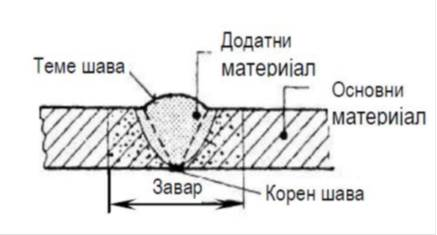 Теме шава
Додатни
материјал
Основни
материјал
Завар
Корен шава